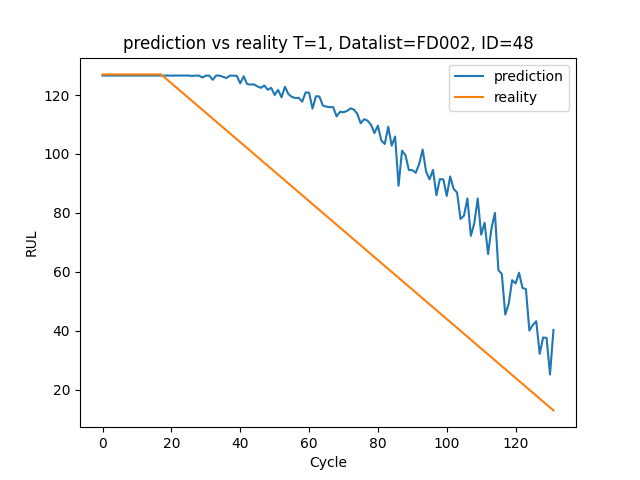 prediction vs reality T=1, Datalist=FD002, ID=48
prediction
reality
RUL
120
100
80
60
40
20
0 20 40 60 80 100 120
Cycle